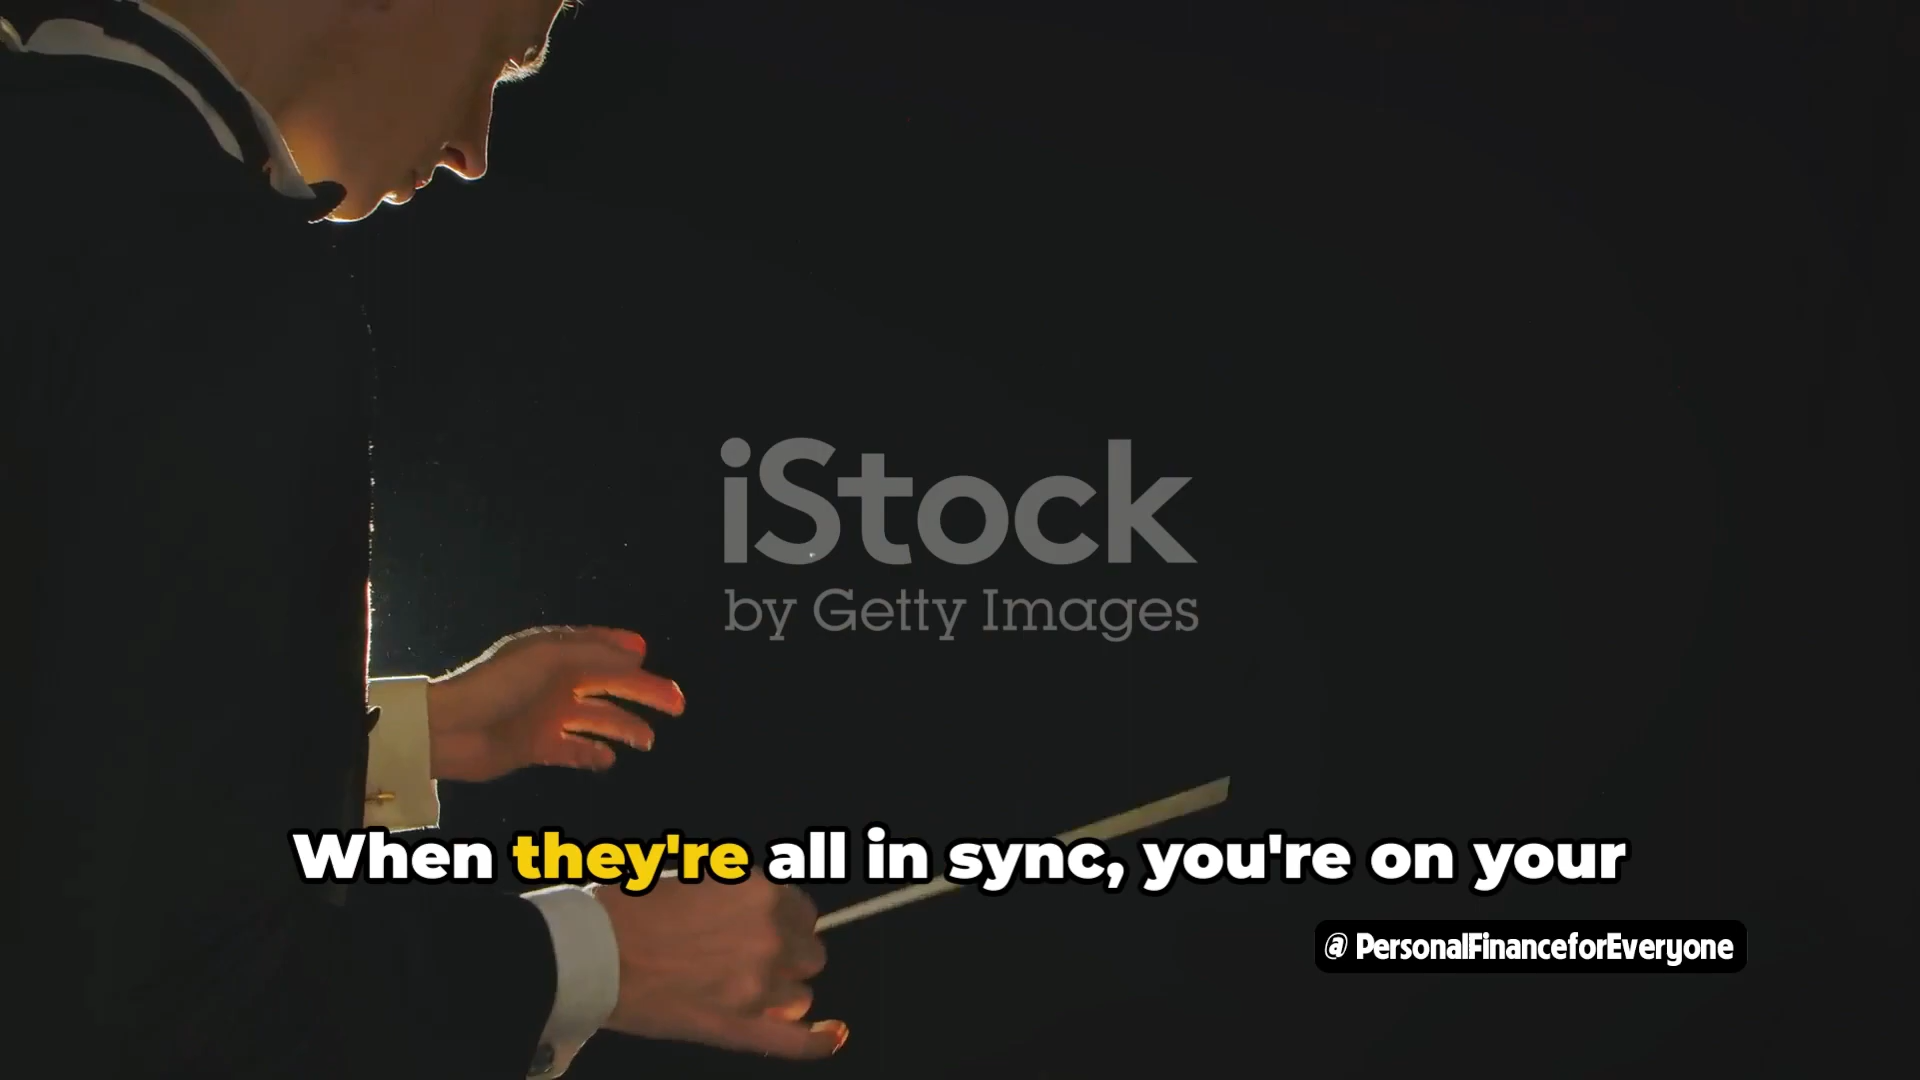 iStock
by Getty Images
When they're all in sync, you're on your
@ PersonalFinanceforEveryone